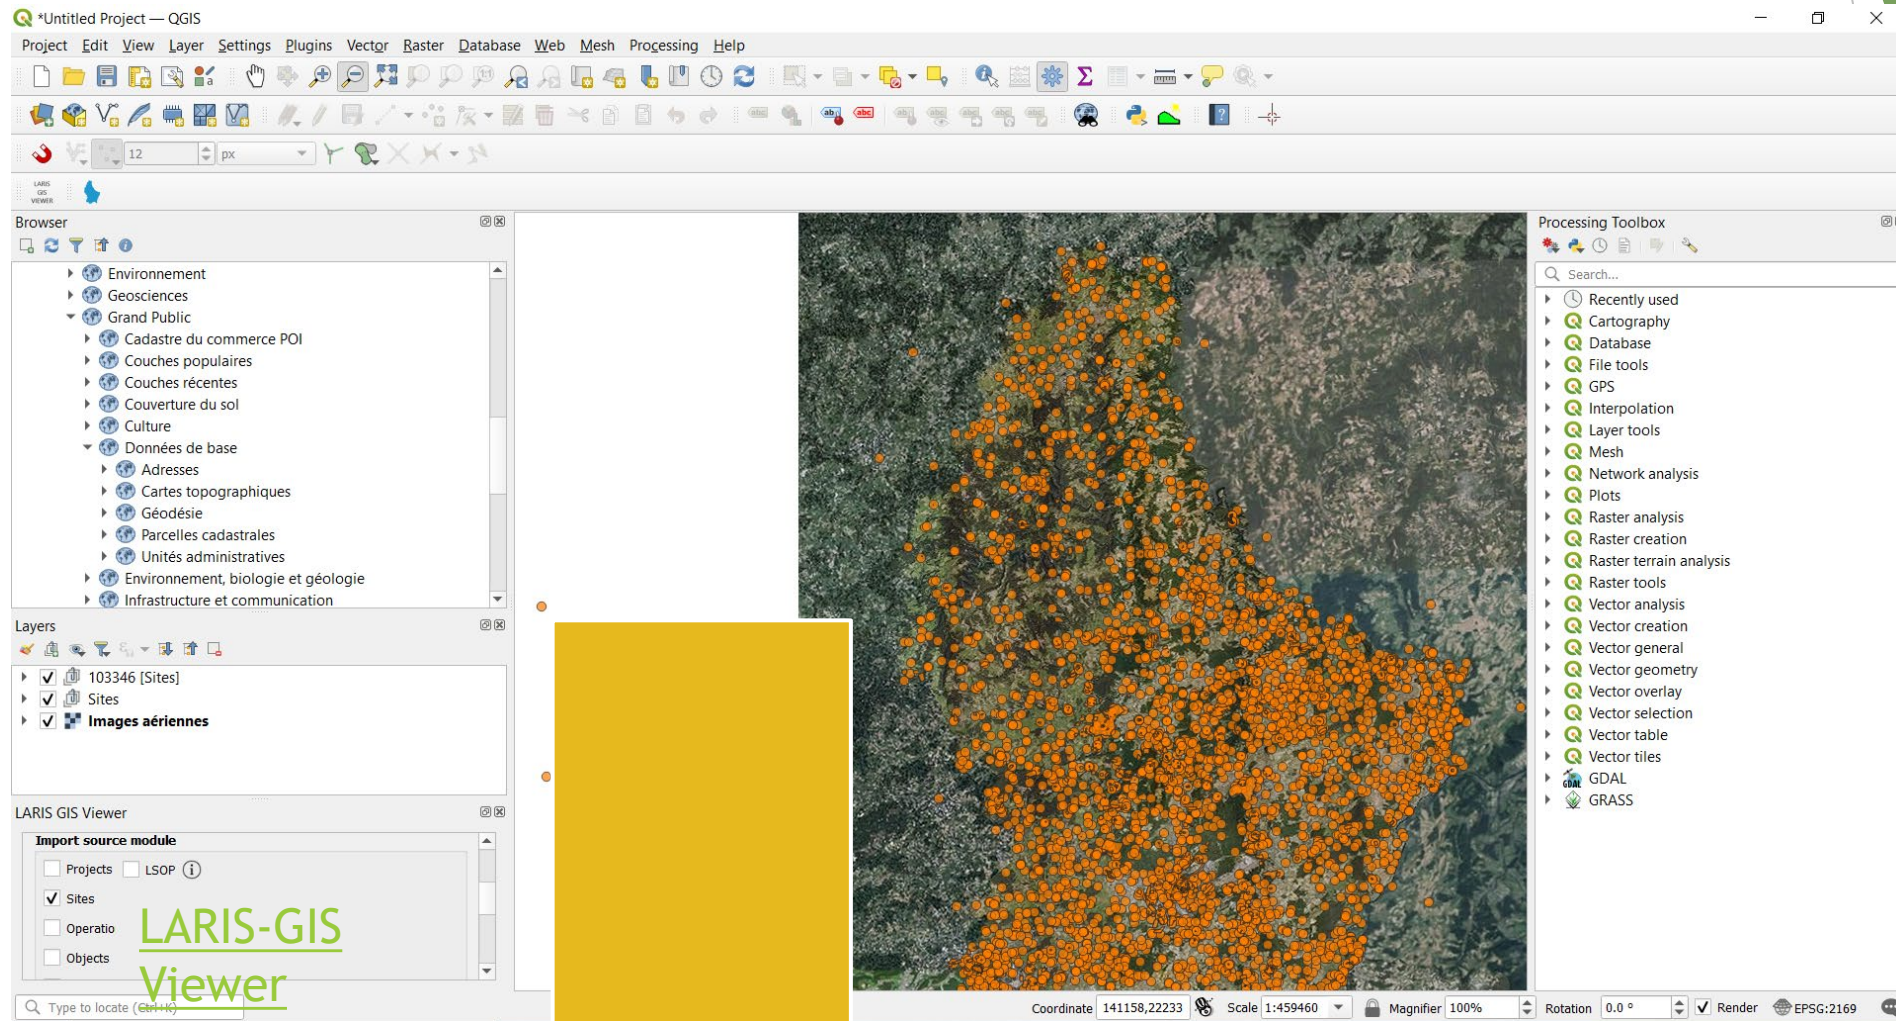 *Untitled Project — QGIS
Project Edit View Layer Settings Plugins Vector Raster Database Web Mesh Processing Help
12 px
LARIS
GIS
VIEWER
Browser
Environnement
Geosciences
Grand Public
Cadastre du commerce POI
Couches populaires
Couches récentes
Couverture du sol
Culture
Données de base
Adresses
Cartes topographiques
Géodésie
Parcelles cadastrales
Unités administratives
Environnement, biologie et géologie
Infrastructure et communication
Layers
103346 [Sites]
Sites
Images aériennes
LARIS GIS Viewer
Import source module
Projects LSOP
Sites
Operatio
Objects
LARIS-GIS
Viewer
Type to locate (Ctrl+K)
Processing Toolbox
Search...
Recently used
Cartography
Database
File tools
GPS
Interpolation
Layer tools
Mesh
Network analysis
Plots
Raster analysis
Raster creation
Raster terrain analysis
Raster tools
Vector analysis
Vector creation
Vector general
Vector geometry
Vector overlay
Vector selection
Vector table
Vector tiles
GDAL
GRASS
Coordinate 141158,22233 Scale 1:459460 Magnifier 100% Rotation 0.0 ° Render EPSG:2169